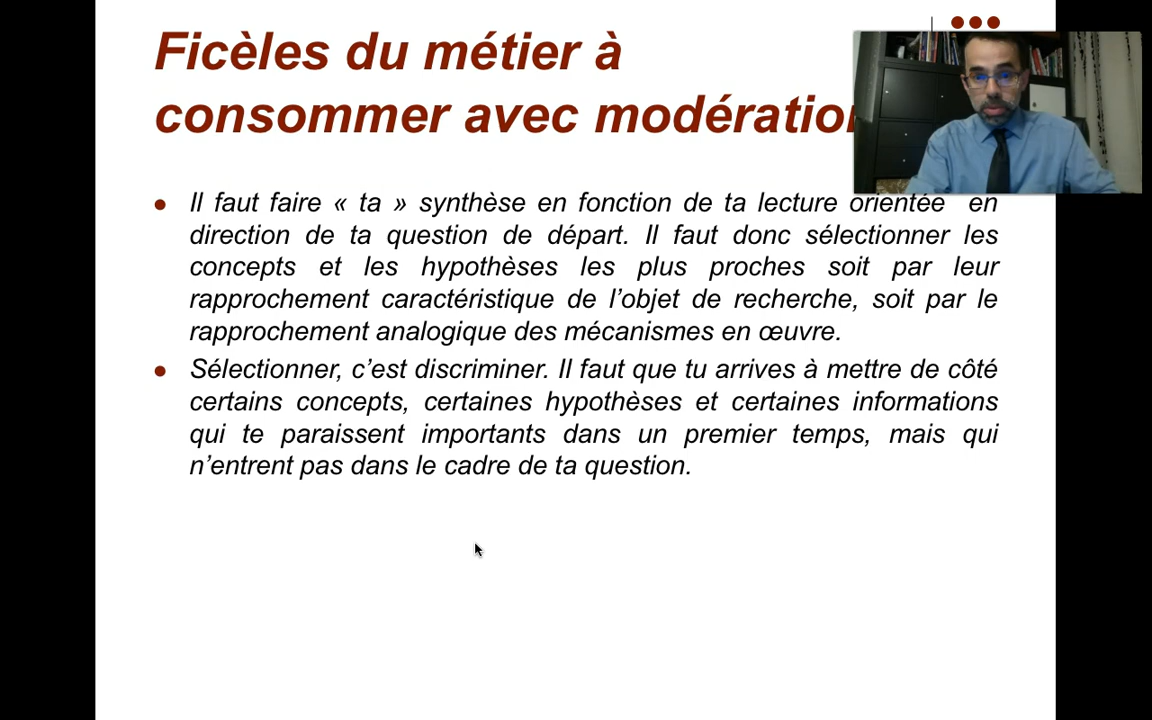 Ficèles du métier à
consommer avec modération
Il faut faire « ta » synthèse en fonction de ta lecture orientée en
direction de ta question de départ. Il faut donc sélectionner les
concepts et les hypothèses les plus proches soit par leur
rapprochement caractéristique de l’objet de recherche, soit par le
rapprochement analogique des mécanismes en œuvre.
Sélectionner, c’est discriminer. Il faut que tu arrives à mettre de côté
certains concepts, certaines hypothèses et certaines informations
qui te paraissent importants dans un premier temps, mais qui
n’entrent pas dans le cadre de ta question.